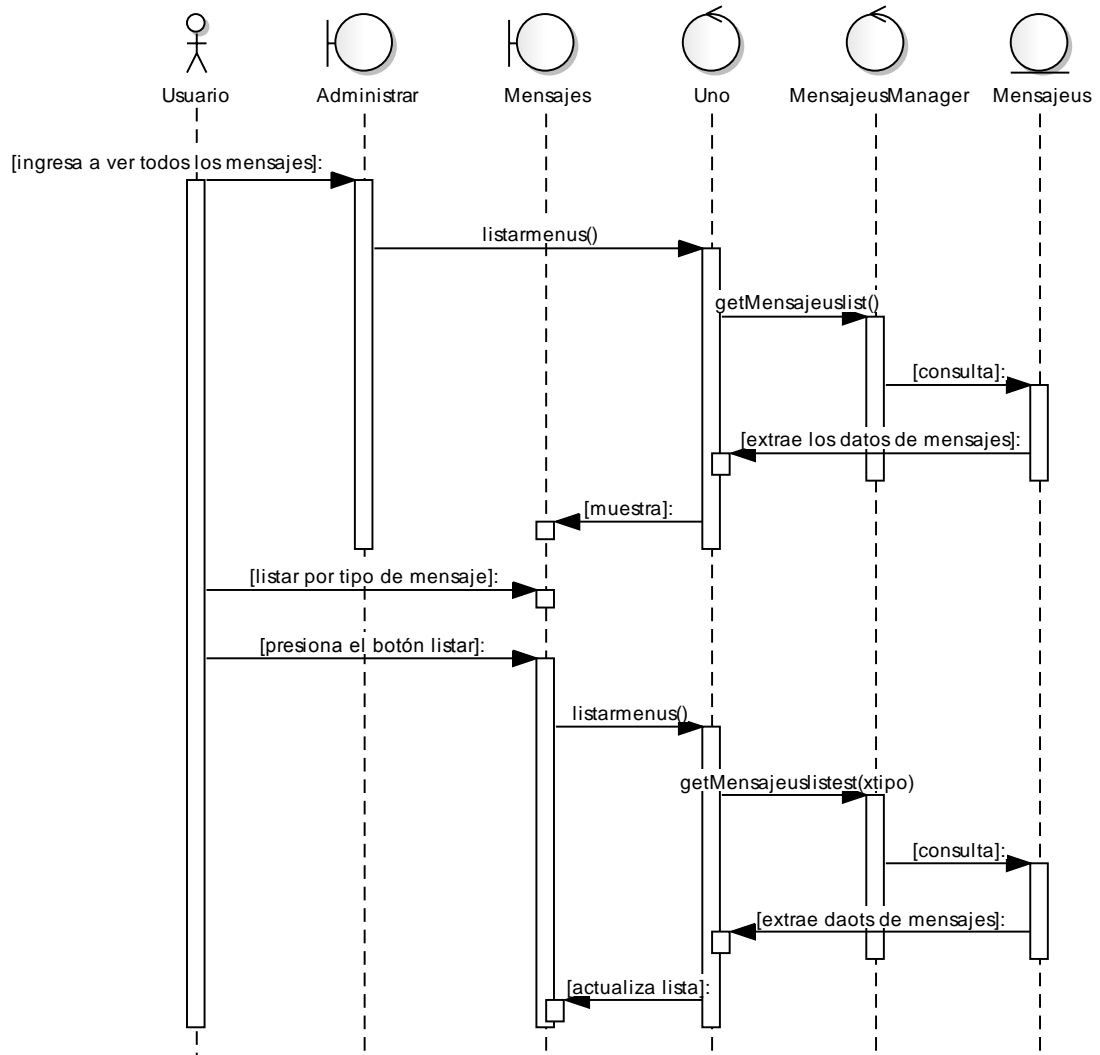 Usuario
Administrar
Mensajes
Uno
MensajeusManager
Mensajeus
[ingresa a ver todos los mensajes]:
listarmenus()
getMensajeuslist()
[consulta]:
[extrae los datos de mensajes]:
[muestra]:
[listar por tipo de mensaje]:
[presiona el botón listar]:
listarmenus()
getMensajeuslistest(xtipo)
[consulta]:
[extrae daots de mensajes]:
[actualiza lista]: